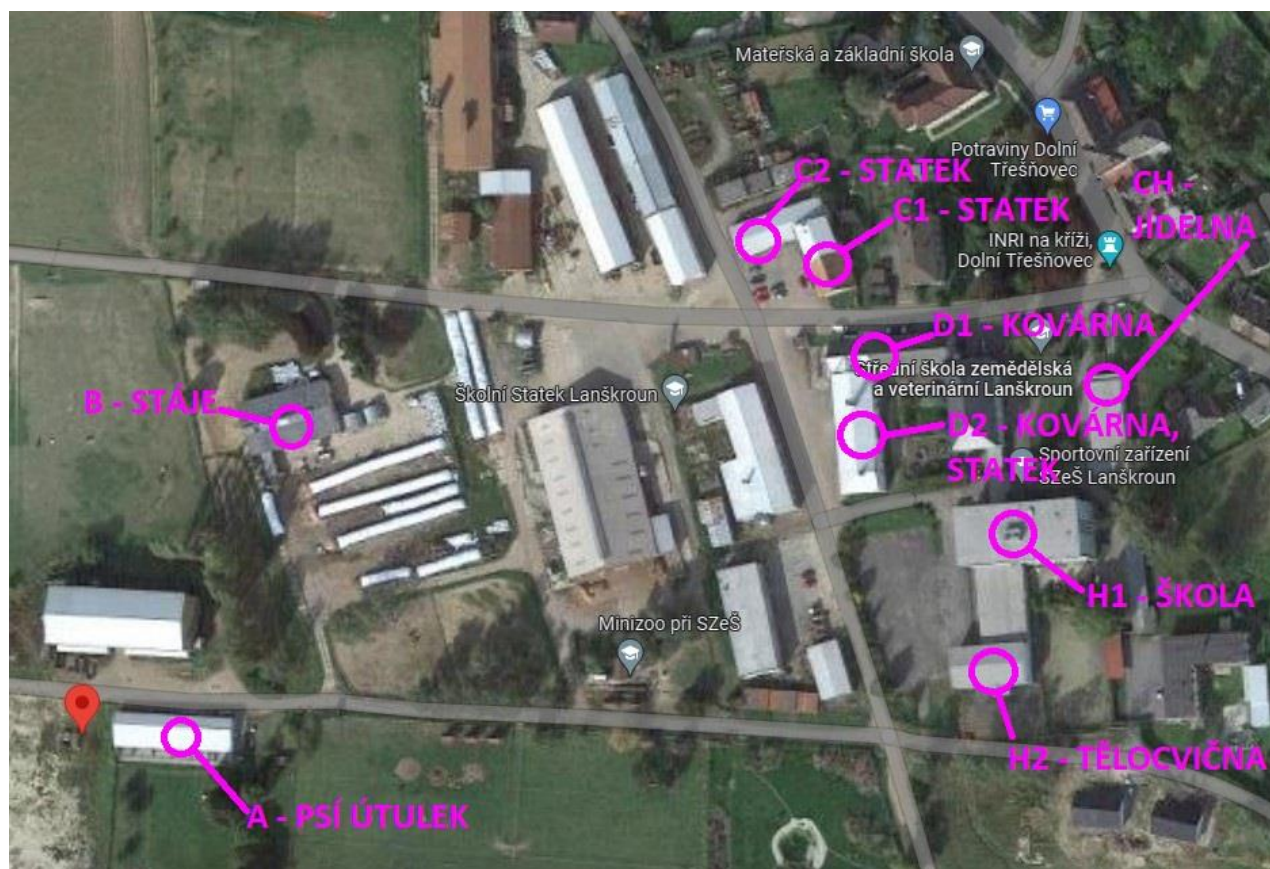 Mateřská a základní škola
Potraviny Dolní
Třešňovec
C2 - STATEK
CH -
JÍDELNA
C1 - STATEK
INRI na kříži,
Dolní Třešňovec
D1 - KOVÁRNA
Střední škola zemědělská
a veterinární Lanškroun
Školní Statek Lanškroun
B - STÁJE
D2 - KOVÁRNA,
STATEK
Sportovní zařízení
SZeŠ Lanškroun
H1 - ŠKOLA
Minizoo při SZeŠ
H2 - TĚLOCVIČNA
A - PSÍ ÚTULEK